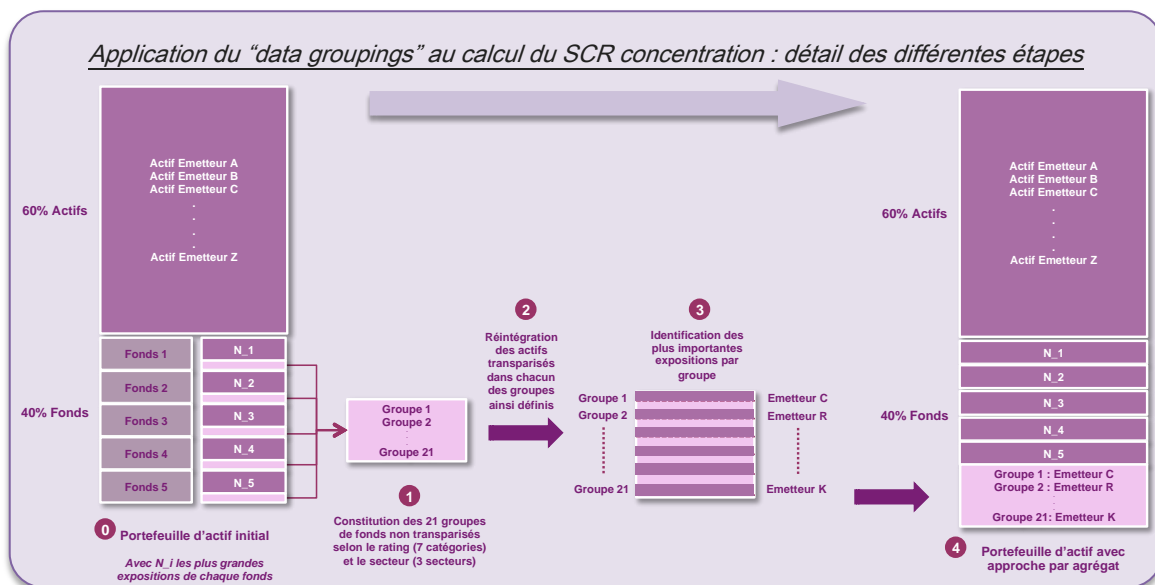 Application du “data groupings” au calcul du SCR concentration : détail des différentes étapes
60% Actifs
Actif Emetteur A
Actif Emetteur B
Actif Emetteur C
.
.
.
.
Actif Emetteur Z
40% Fonds
Fonds 1
Fonds 2
Fonds 3
Fonds 4
Fonds 5
N_1
N_2
N_3
N_4
N_5
0 Portefeuille d’actif initial
Avec N_i les plus grandes
expositions de chaque fonds
Groupe 1
Groupe 2
.
.
Groupe 21
1
Constitution des 21 groupes
de fonds non transparisés
selon le rating (7 catégories)
et le secteur (3 secteurs)
2
Réintégration
des actifs
transparisés
dans chacun
des groupes
ainsi définis
3
Identification des
plus importantes
expositions par
groupe
Groupe 1
Groupe 2
Groupe 21
Emetteur C
Emetteur R
Emetteur K
60% Actifs
Actif Emetteur A
Actif Emetteur B
Actif Emetteur C
.
.
.
.
Actif Emetteur Z
40% Fonds
N_1
N_2
N_3
N_4
N_5
Groupe 1 : Emetteur C
Groupe 2 : Emetteur R
.
.
Groupe 21: Emetteur K
4 Portefeuille d’actif avec
approche par agrégat